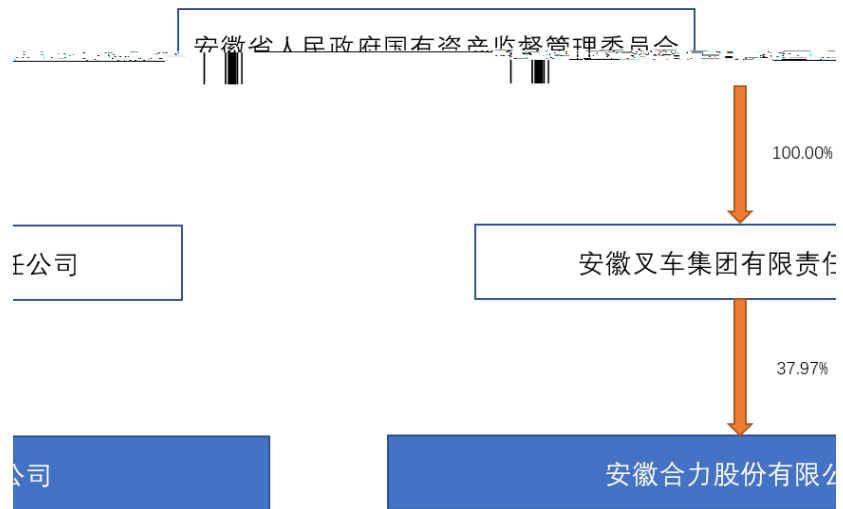 安徽省人民政府国有资产监督管理委员会
100.00%
任公司
安徽叉车集团有限责任
37.97%
公司
安徽合力股份有限公